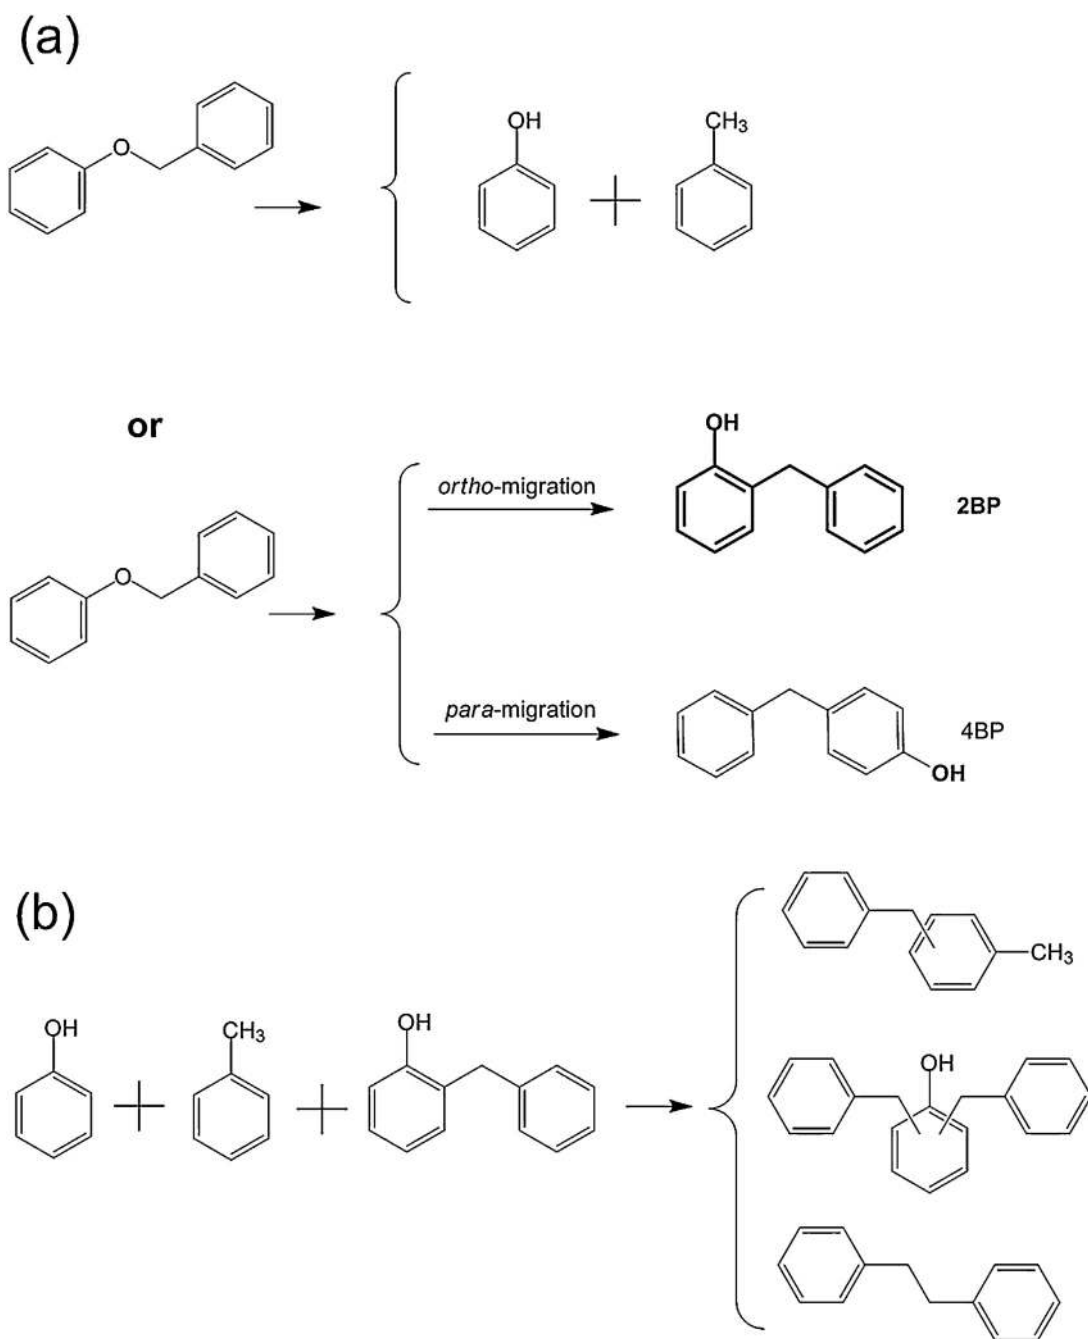 (a)
OH
CH3
O
or
OH
ortho-migration
2BP
O
para-migration
4BP
OH
(b)
CH3
OH
CH3
OH
OH